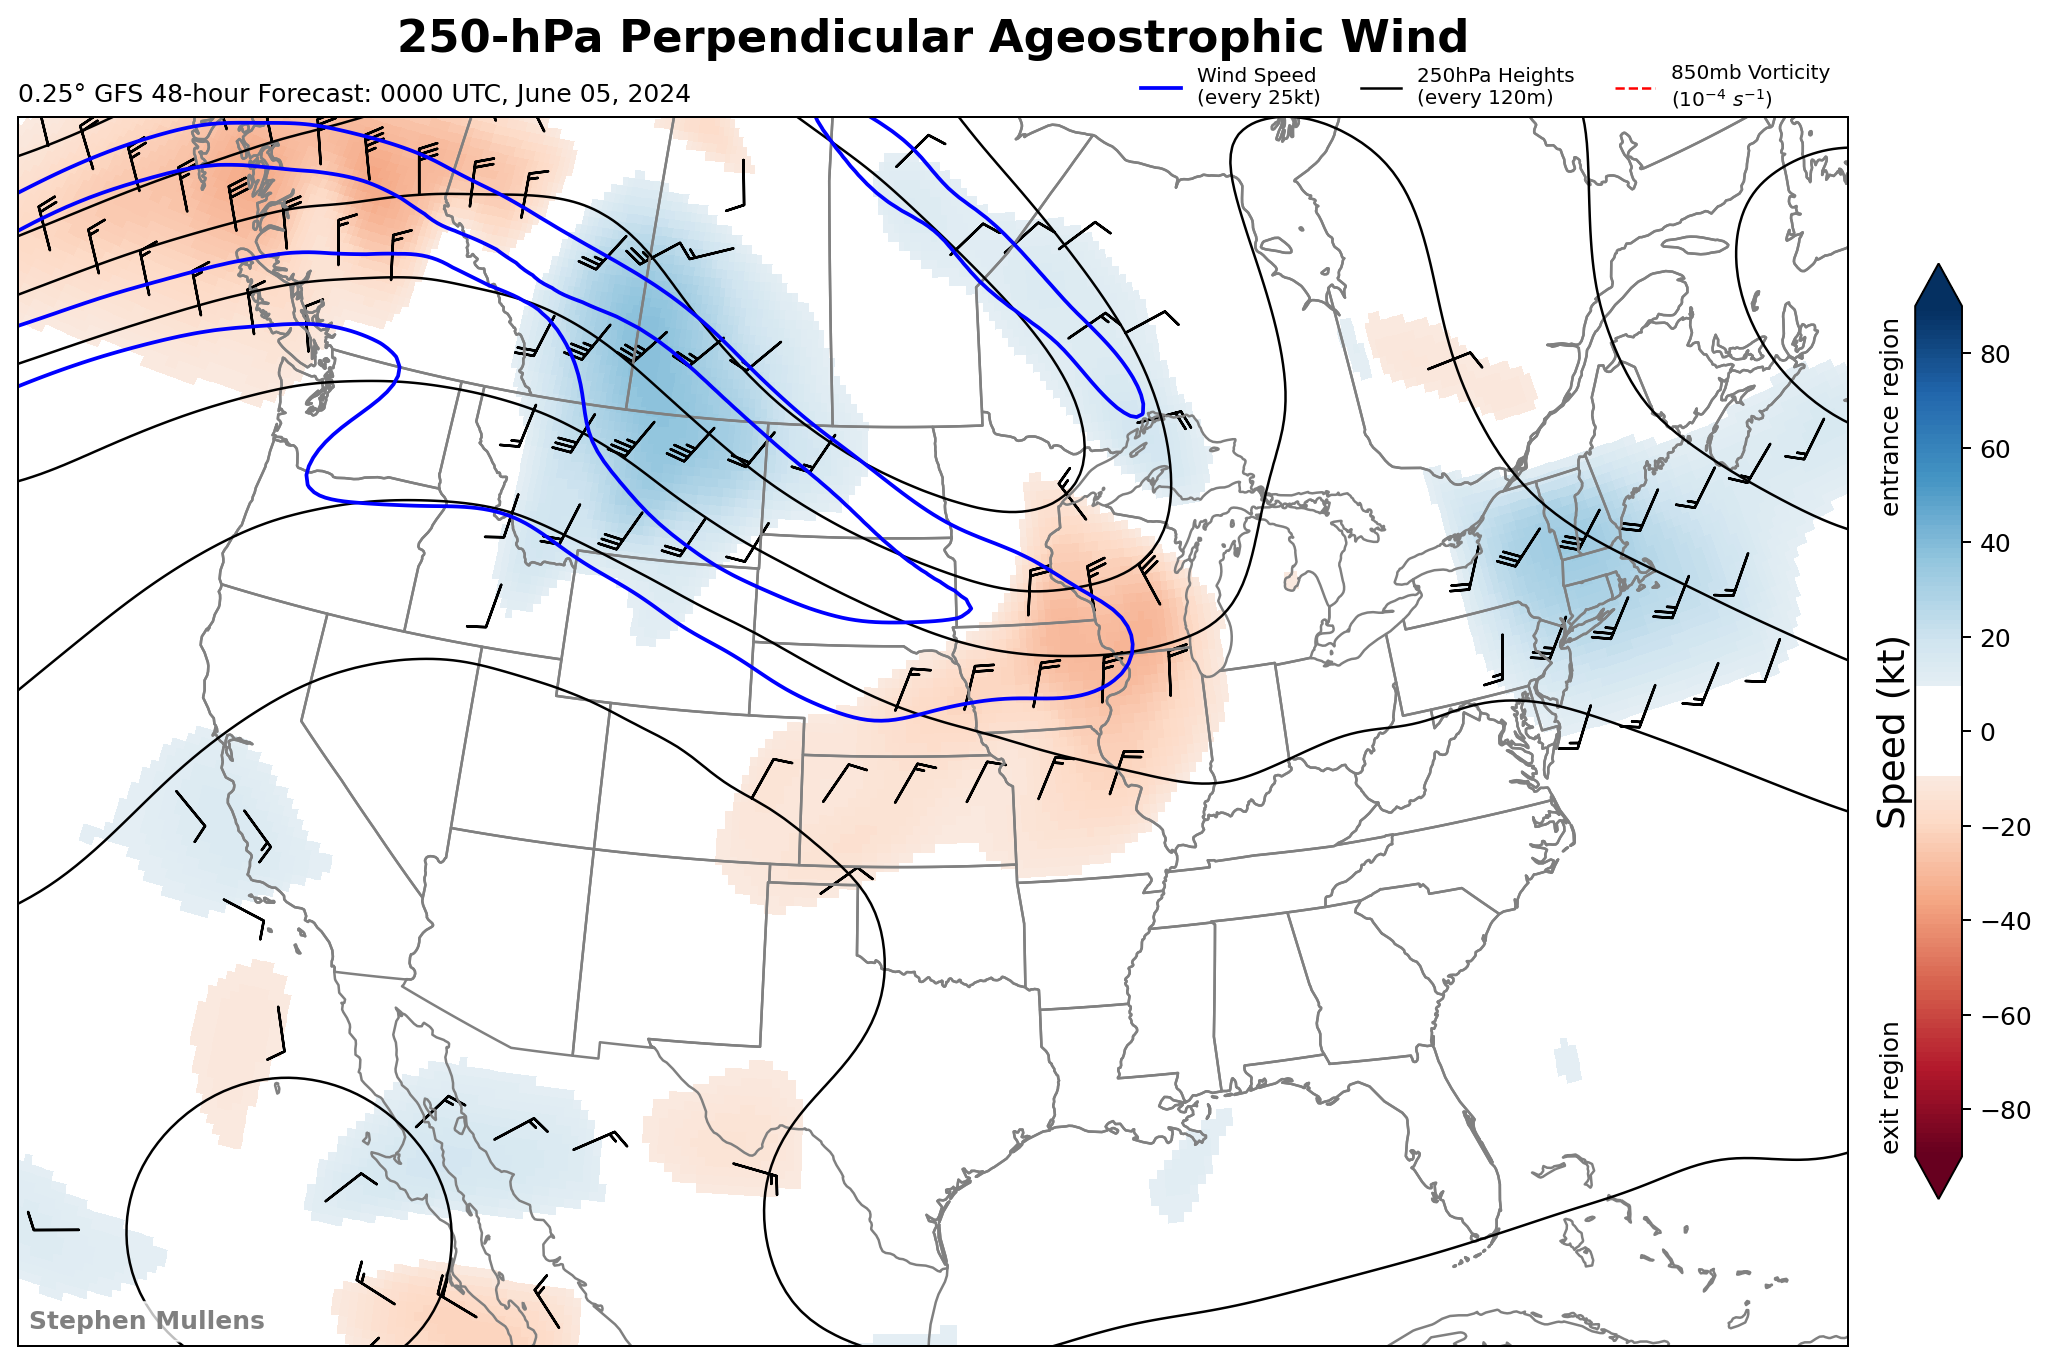 250-hPa Perpendicular Ageostrophic Wind
0.25° GFS 48-hour Forecast: 0000 UTC, June 05, 2024
Wind Speed
(every 25kt)
250hPa Heights
(every 120m)
850mb Vorticity
(10⁻⁴ s⁻¹)
entrance region
Speed (kt)
exit region
80
60
40
20
0
−20
−40
−60
−80
Stephen Mullens